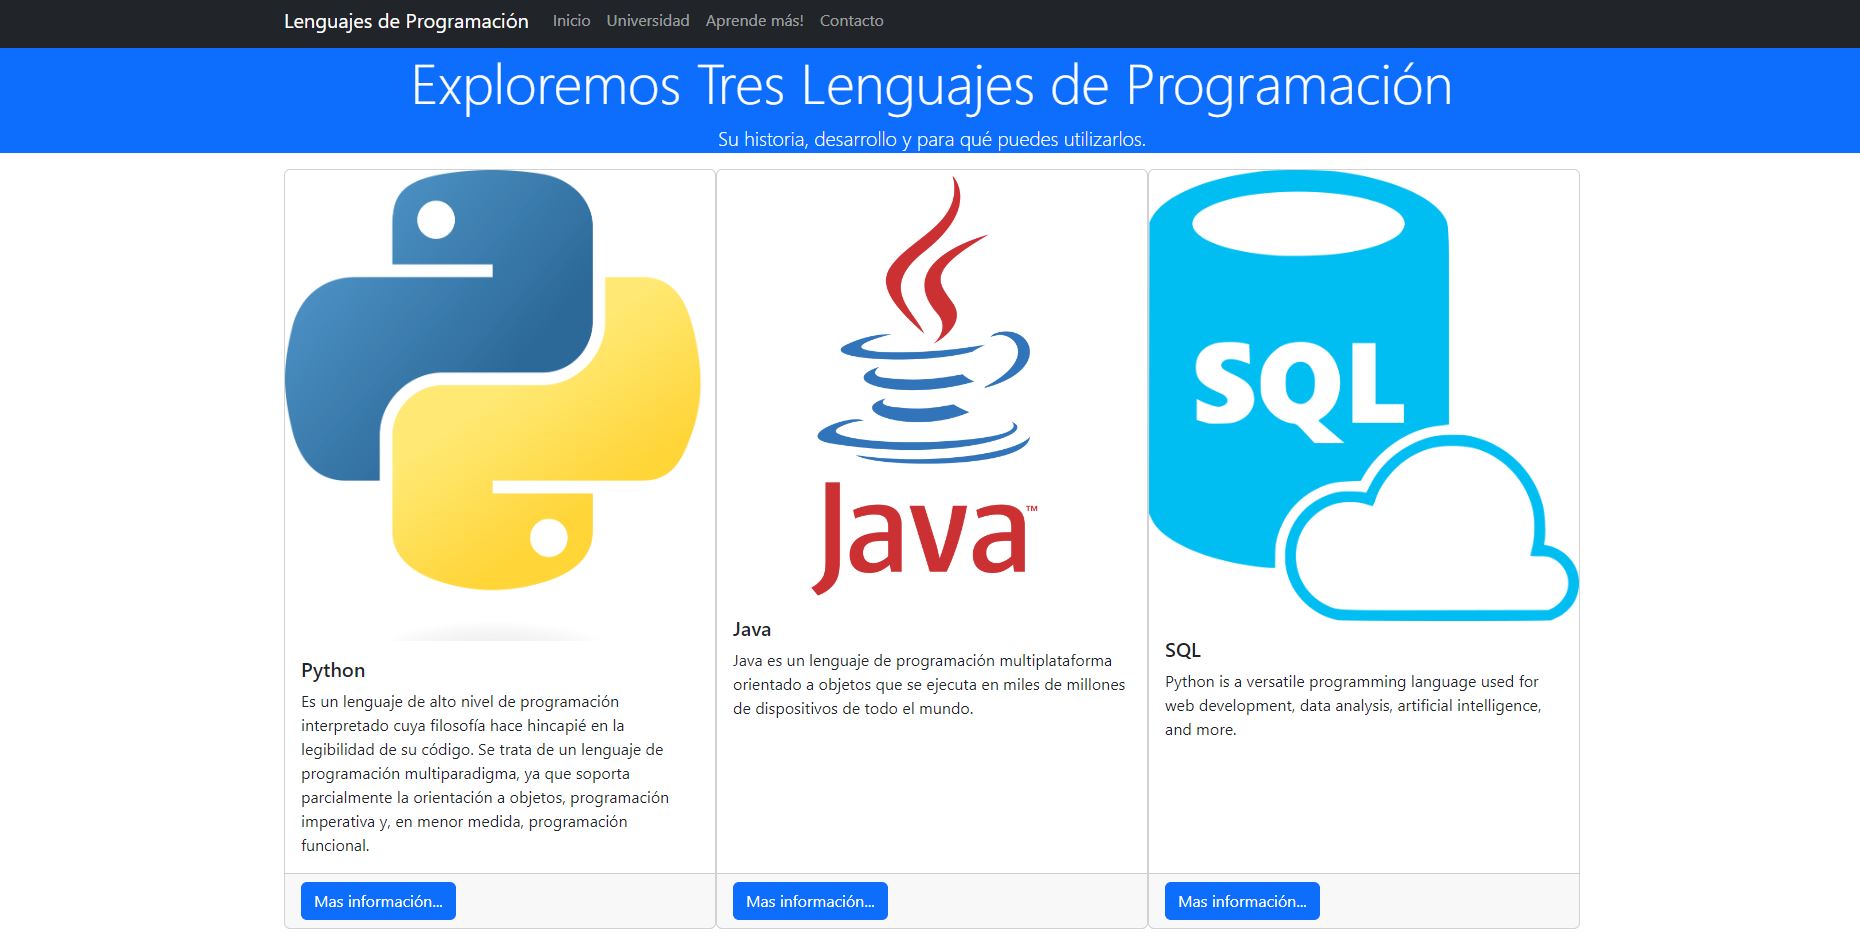 Lenguajes de Programación Inicio Universidad Aprende más! Contacto
Exploremos Tres Lenguajes de Programación
Su historia, desarrollo y para qué puedes utilizarlos.
Java™
SQL
Python
Es un lenguaje de alto nivel de programación
interpretado cuya filosofía hace hincapié en la
legibilidad de su código. Se trata de un lenguaje de
programación multiparadigma, ya que soporta
parcialmente la orientación a objetos, programación
imperativa y, en menor medida, programación
funcional.
Mas información...
Java
Java es un lenguaje de programación multiplataforma
orientado a objetos que se ejecuta en miles de millones
de dispositivos de todo el mundo.
Mas información...
SQL
Python is a versatile programming language used for
web development, data analysis, artificial intelligence,
and more.
Mas información...